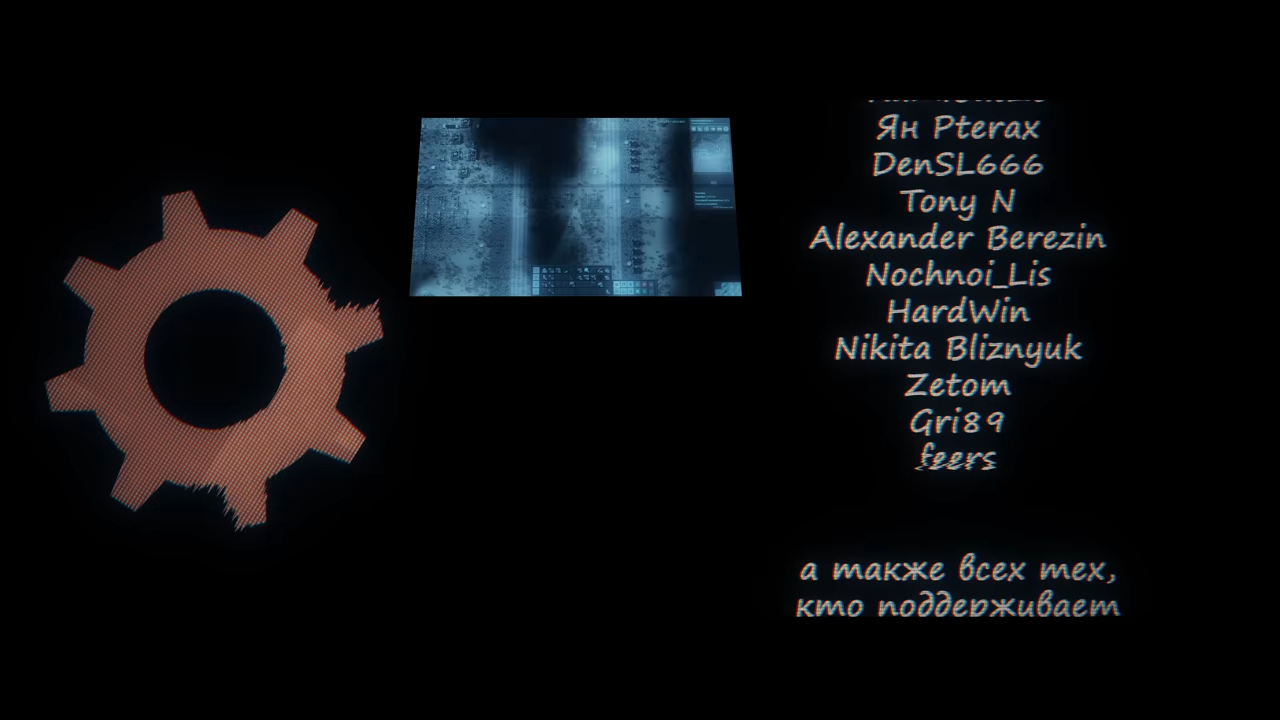 Ян Pterax
DenSL666
Tony N
Alexander Berezin
Nochnoi_Lis
HardWin
Nikita Bliznyuk
Zetom
Gri89
feers
а также всех тех,
кто поддерживает